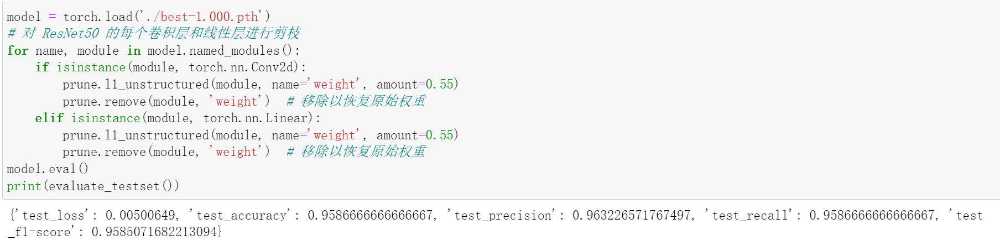 model = torch.load('./best-1.000.pth')
# 对 ResNet50 的每个卷积层和线性层进行剪枝
for name, module in model.named_modules():
    if isinstance(module, torch.nn.Conv2d):
        prune.l1_unstructured(module, name='weight', amount=0.55)
        prune.remove(module, 'weight')  # 移除以恢复原始权重
    elif isinstance(module, torch.nn.Linear):
        prune.l1_unstructured(module, name='weight', amount=0.55)
        prune.remove(module, 'weight')  # 移除以恢复原始权重
model.eval()
print(evaluate_testset())
{'test_loss': 0.00500649, 'test_accuracy': 0.9586666666666667, 'test_precision': 0.963226571767497, 'test_recall': 0.9586666666666667, 'test
_f1-score': 0.9585071682213094}